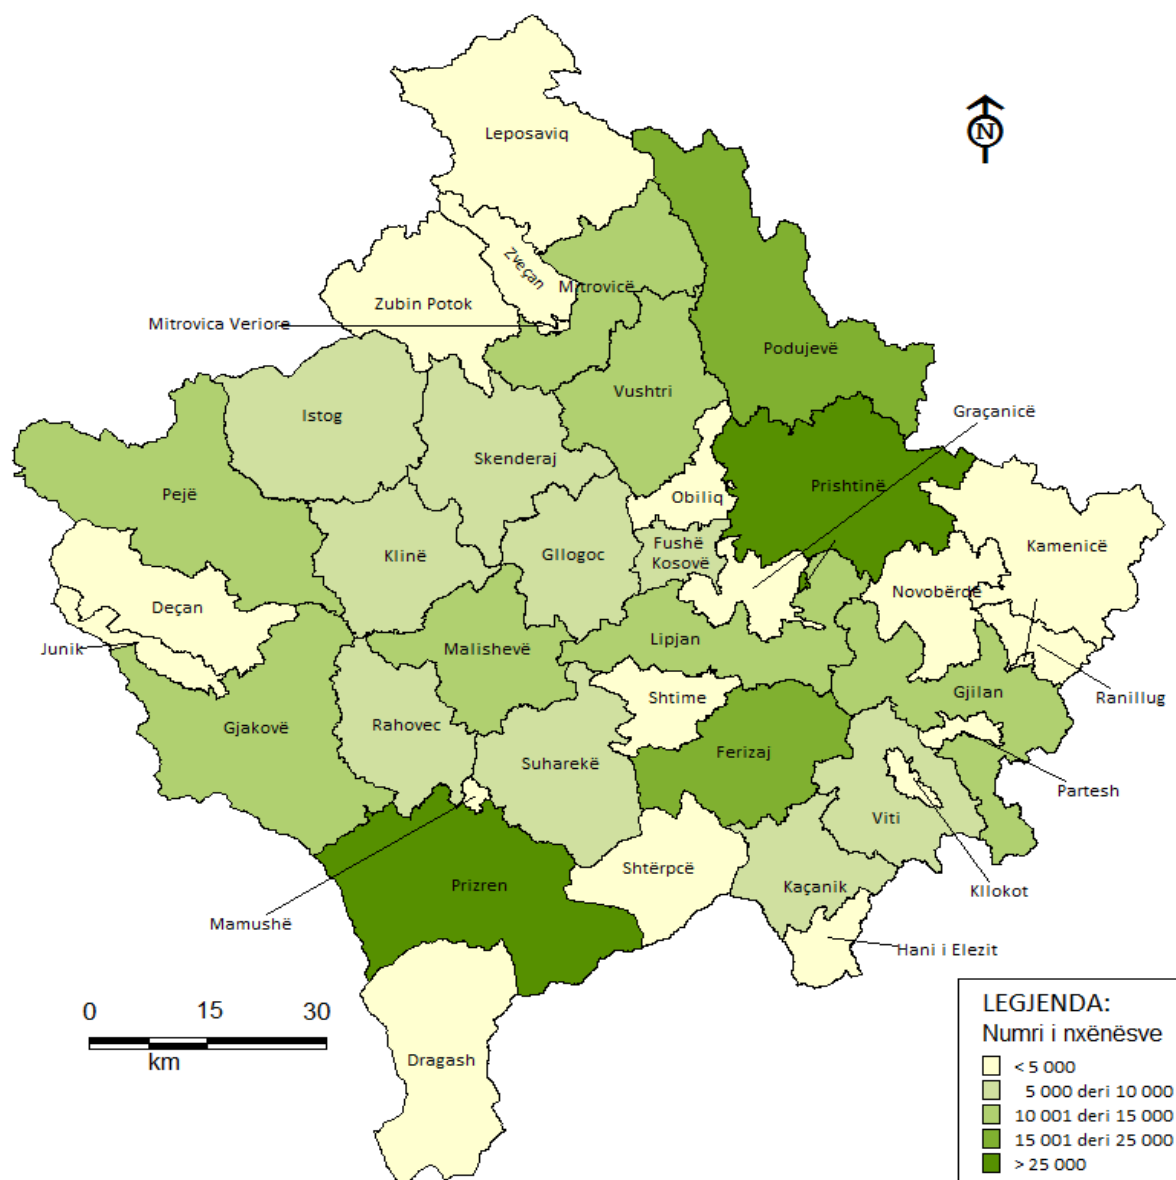 Leposaviq
N
Zveçan
Mitrovicë
Zubin Potok
Mitrovica Veriore
Podujevë
Vushtri
Graçanicë
Istog
Skenderaj
Pejë
Prishtinë
Obiliq
Kamenicë
Fushë
Kosovë
Klinë
Gllogoc
Novobërdë
Deçan
Junik
Malishevë
Lipjan
Shtime
Gjilan
Ranillug
Gjakovë
Rahovec
Ferizaj
Suharekë
Partesh
Viti
Shtërpcë
Kaçanik
Kllokot
Prizren
Mamushë
Hani i Elezit
0 15 30
km
Dragash
LEGJENDA:
Numri i nxënësve
< 5 000
5 000 deri 10 000
10 001 deri 15 000
15 001 deri 25 000
> 25 000